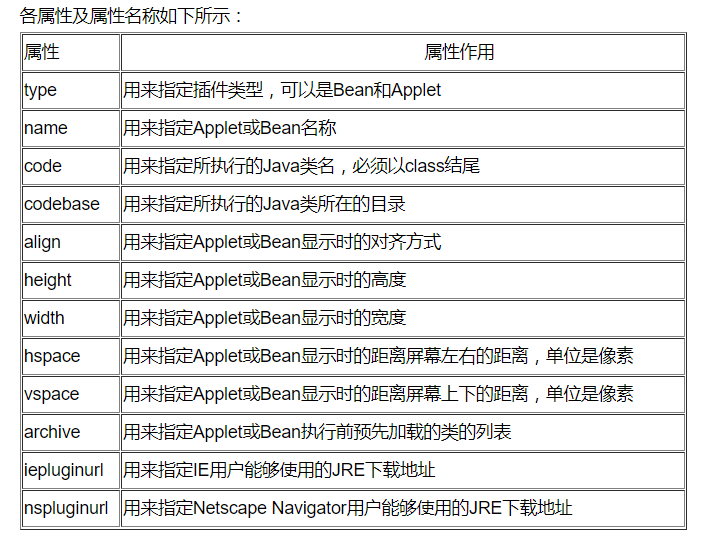 各属性及属性名称如下所示：
属性 属性作用
type 用来指定插件类型，可以是Bean和Applet
name 用来指定Applet或Bean名称
code 用来指定所执行的Java类名，必须以class结尾
codebase 用来指定所执行的Java类所在的目录
align 用来指定Applet或Bean显示时的对齐方式
height 用来指定Applet或Bean显示时的高度
width 用来指定Applet或Bean显示时的宽度
hspace 用来指定Applet或Bean显示时的距离屏幕左右的距离，单位是像素
vspace 用来指定Applet或Bean显示时的距离屏幕上下的距离，单位是像素
archive 用来指定Applet或Bean执行前预先加载的类的列表
iepluginurl 用来指定IE用户能够使用的JRE下载地址
nspluginurl 用来指定Netscape Navigator用户能够使用的JRE下载地址